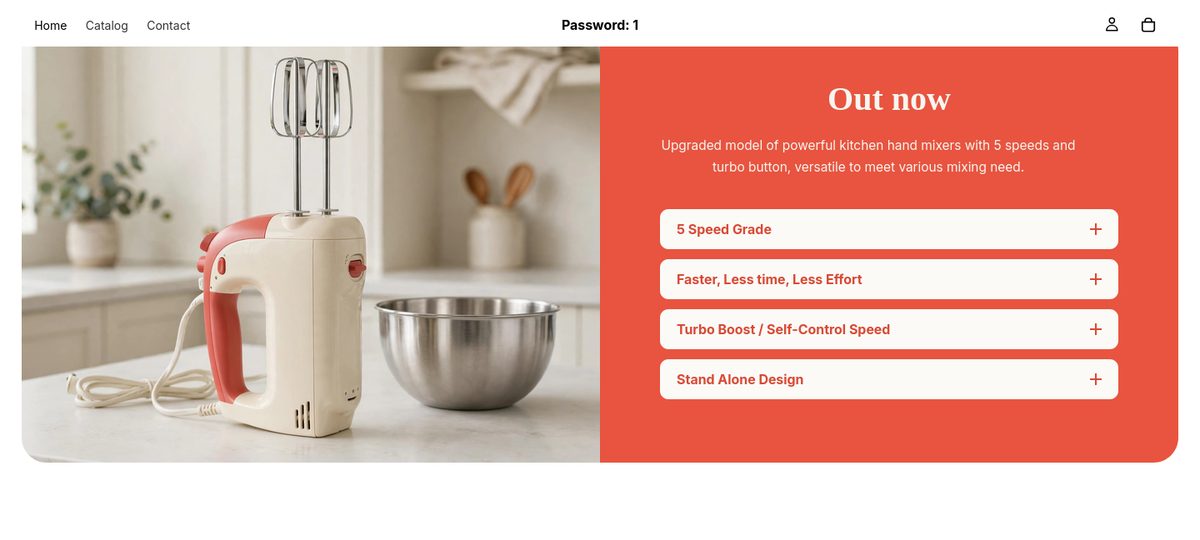 Home
Catalog
Contact
Password: 1
Out now
Upgraded model of powerful kitchen hand mixers with 5 speeds and
turbo button, versatile to meet various mixing need.
5 Speed Grade
Faster, Less time, Less Effort
Turbo Boost / Self-Control Speed
Stand Alone Design